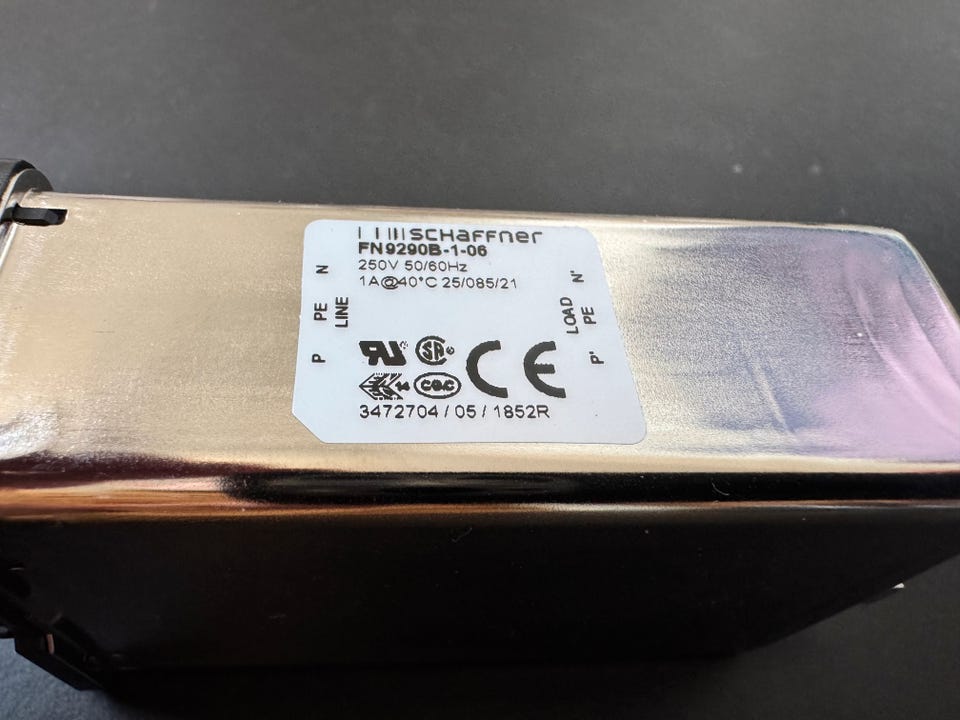 SCHAFFNER
FN9290B-1-06
250V 50/60Hz
1A@40°C 25/085/21
P PE N
LINE
LOAD
P' PE N'
CE
3472704 / 05 / 1852R